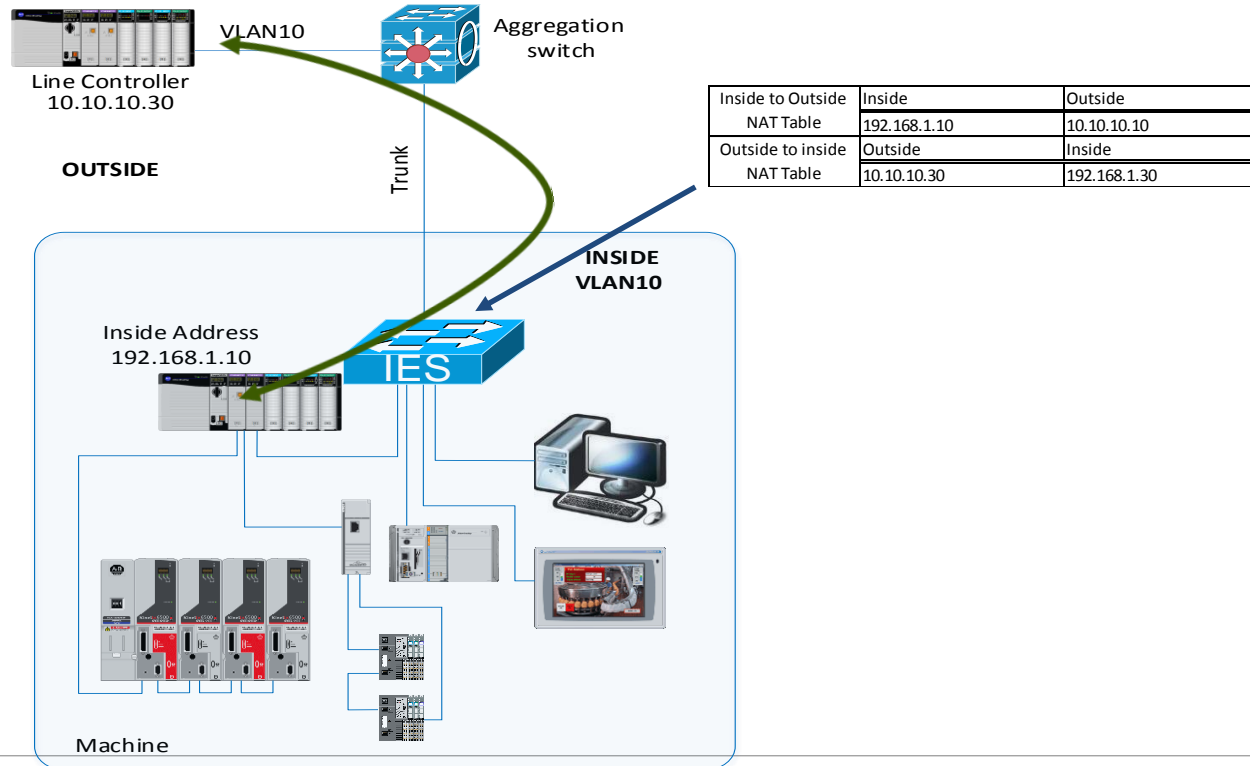 VLAN10
Aggregation
switch
Line Controller
10.10.10.30
OUTSIDE
Trunk
Inside to Outside Inside Outside
NAT Table 192.168.1.10 10.10.10.10
Outside to inside Outside Inside
NAT Table 10.10.10.30 192.168.1.30
INSIDE
VLAN10
Inside Address
192.168.1.10
IES
Machine